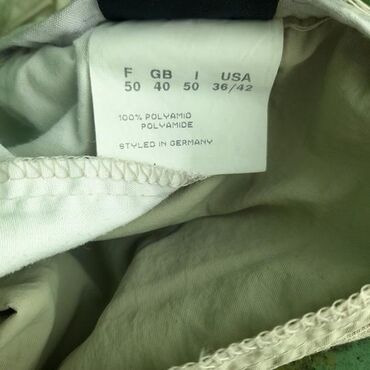 F GB I USA
50 40 50 36/42
100% POLYAMID
POLYAMIDE
STYLED IN GERMANY